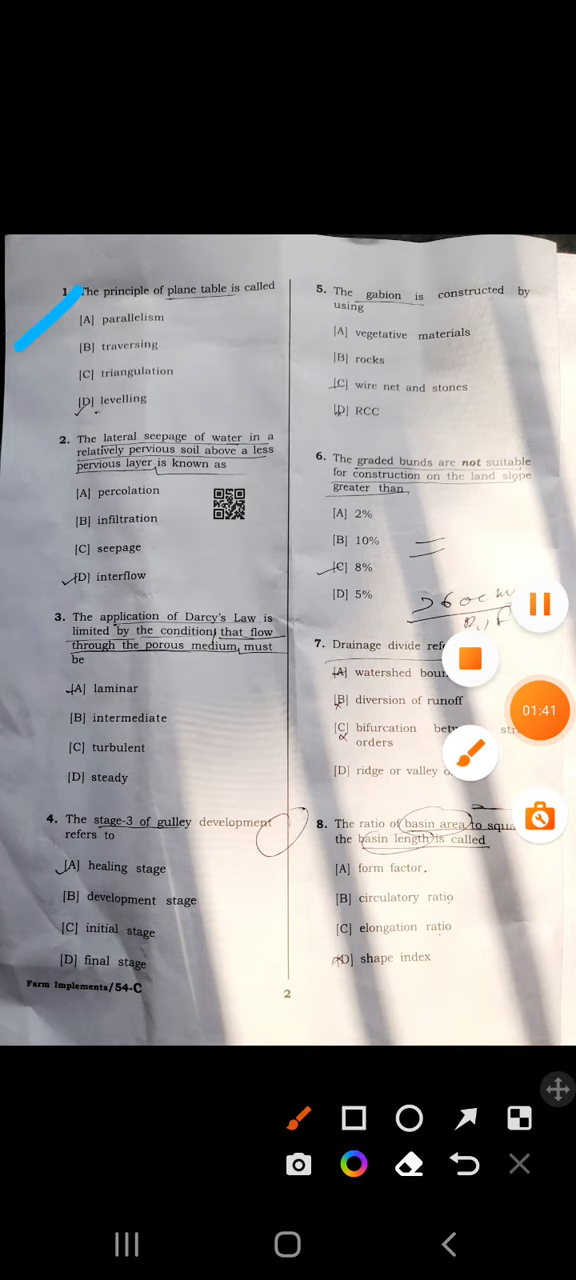 1. The principle of plane table is called
[A] parallelism
[B] traversing
[C] triangulation
[D] levelling
2. The lateral seepage of water in a
relatively pervious soil above a less
pervious layer is known as
[A] percolation
[B] infiltration
[C] seepage
[D] interflow
3. The application of Darcy's Law is
limited by the condition that flow
through the porous medium must
be
[A] laminar
[B] intermediate
[C] turbulent
[D] steady
4. The stage-3 of gulley development
refers to
[A] healing stage
[B] development stage
[C] initial stage
[D] final stage
Farm Implements/54-C
5. The gabion is constructed by
using
[A] vegetative materials
[B] rocks
[C] wire net and stones
[D] RCC
6. The graded bunds are not suitable
for construction on the land slope
greater than
[A] 2%
[B] 10%
[C] 8%
[D] 5%
7. Drainage divide
[A] watershed
[B] diversion of runoff
[C] bifurcation
orders
[D] ridge or valley
8. The ratio of basin area to
the basin length is called
[A] form factor
[B] circulatory ratio
[C] elongation ratio
[D] shape index
2
01:41